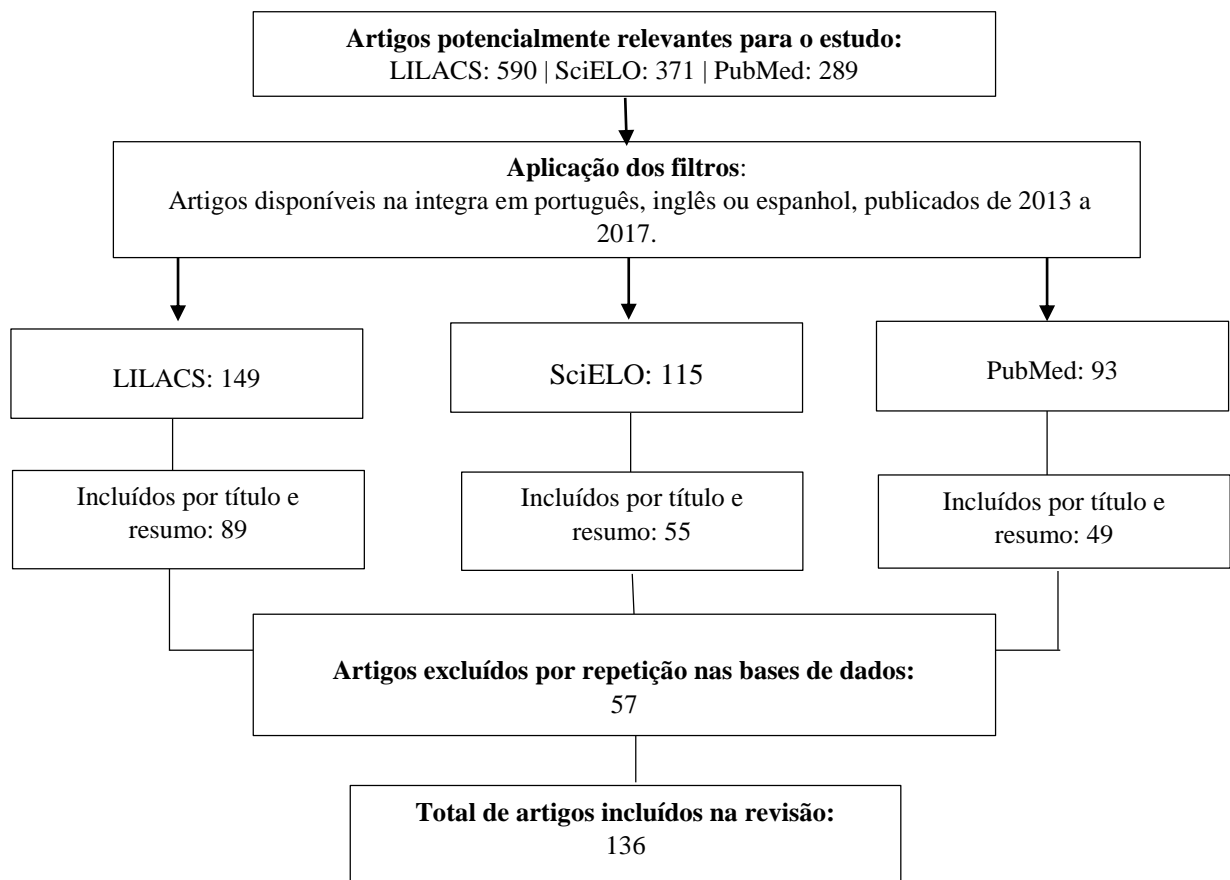 Artigos potencialmente relevantes para o estudo:
LILACS: 590 | SciELO: 371 | PubMed: 289
Aplicação dos filtros:
Artigos disponíveis na integra em português, inglês ou espanhol, publicados de 2013 a
2017.
LILACS: 149
SciELO: 115
PubMed: 93
Incluídos por título e
resumo: 89
Incluídos por título e
resumo: 55
Incluídos por título e
resumo: 49
Artigos excluídos por repetição nas bases de dados:
57
Total de artigos incluídos na revisão:
136